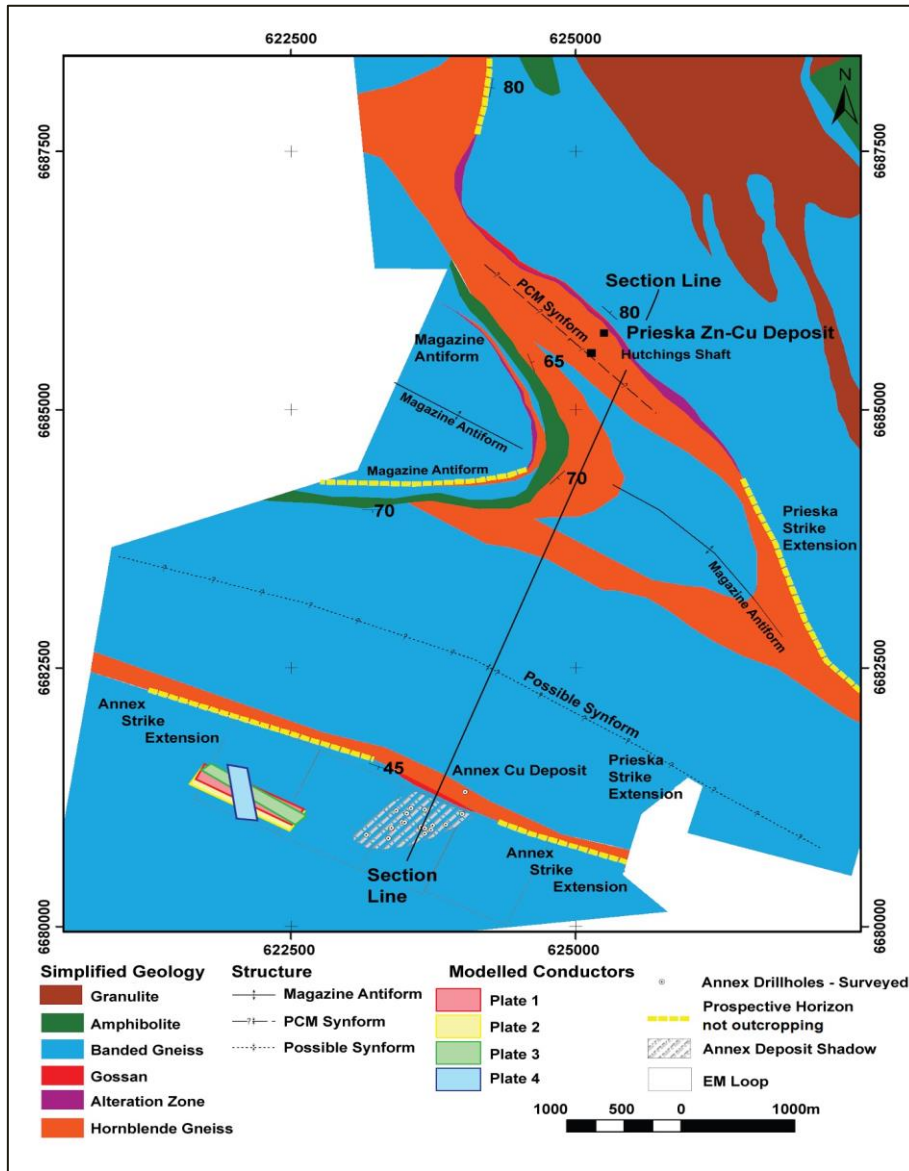 622500
625000
80
N
6687500
6687500
Section Line
PCM Synform
80
Prieska Zn-Cu Deposit
Hutchings Shaft
Magazine
Antiform
65
6685000
6685000
Magazine Antiform
Magazine Antiform
70
70
Prieska
Strike
Extension
Magazine Antiform
6682500
6682500
Possible Synform
Annex
Strike
Extension
Prieska
Strike
Extension
45
Annex Cu Deposit
Annex
Strike
Extension
Section
Line
6680000
6680000
622500
625000
Simplified Geology
Granulite
Amphibolite
Banded Gneiss
Gossan
Alteration Zone
Hornblende Gneiss
Structure
Magazine Antiform
PCM Synform
Possible Synform
Modelled Conductors
Plate 1
Plate 2
Plate 3
Plate 4
Annex Drillholes - Surveyed
Prospective Horizon
not outcropping
Annex Deposit Shadow
EM Loop
1000 500 0 1000m